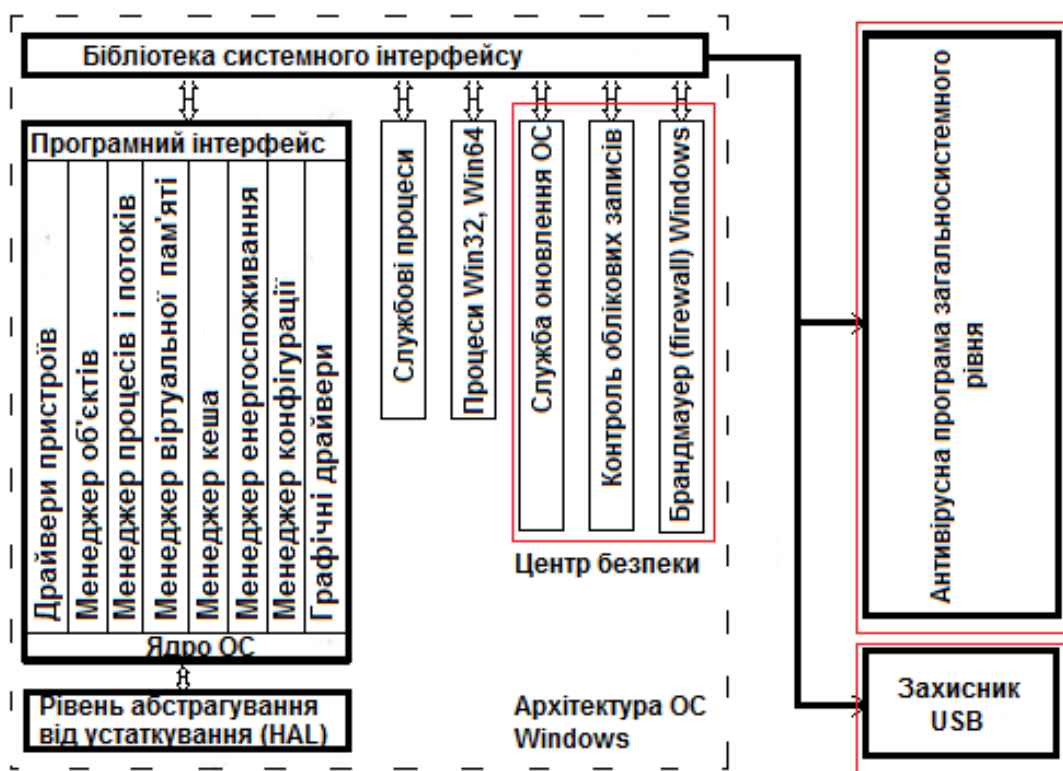 Бібліотека системного інтерфейсу
Програмний інтерфейс
Драйвери пристроїв
Менеджер об'єктів
Менеджер процесів і потоків
Менеджер віртуальної пам'яті
Менеджер кеша
Менеджер енергоспоживання
Менеджер конфігурації
Графічні драйвери
Ядро ОС
Рівень абстрагування
від устаткування (HAL)
Службові процеси
Процеси Win32, Win64
Служба оновлення ОС
Контроль облікових записів
Брандмауер (firewall) Windows
Центр безпеки
Архітектура ОС
Windows
Антивірусна програма загальносистемного
рівня
Захисник
USB